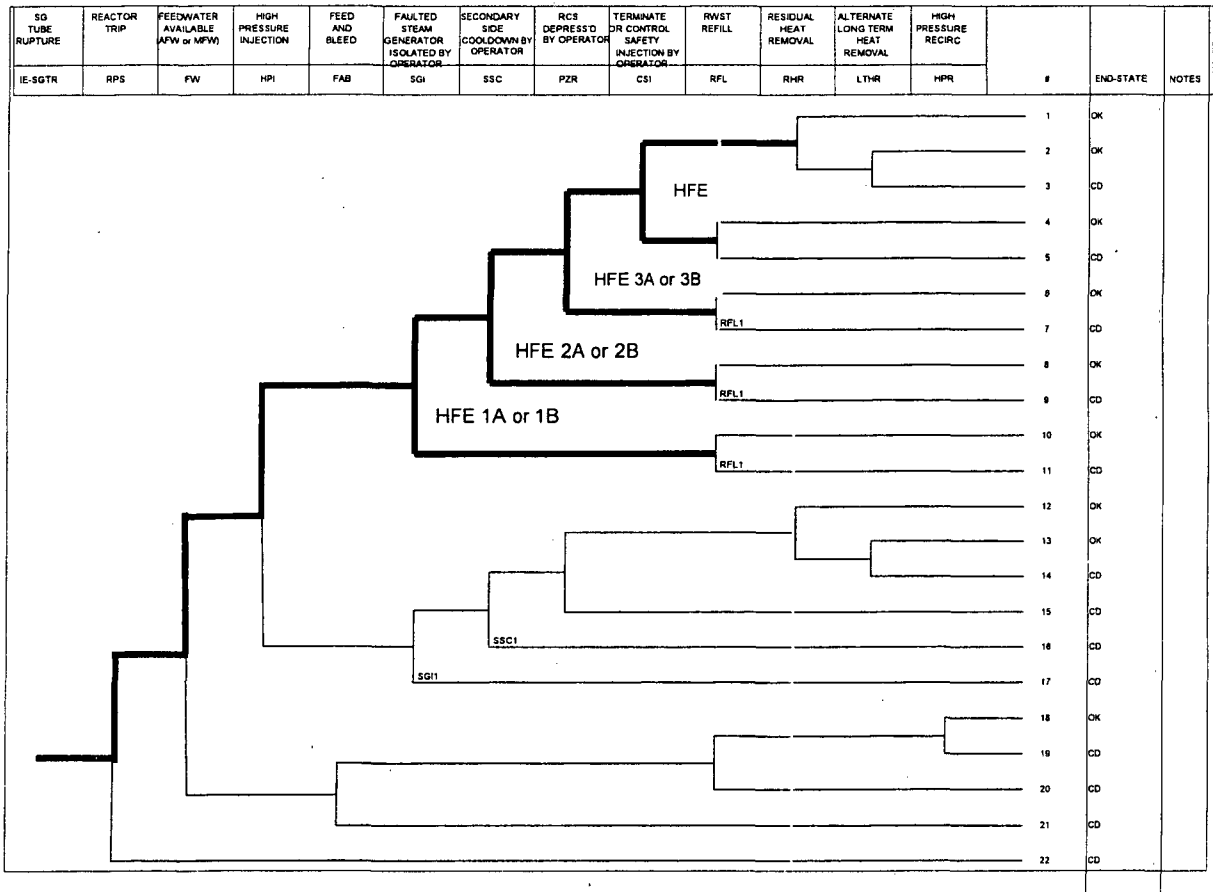 SG TUBE RUPTURE
REACTOR TRIP
FEEDWATER AVAILABLE (AFW or MFW)
HIGH PRESSURE INJECTION
FEED AND BLEED
FAULTED STEAM GENERATOR ISOLATED BY OPERATOR
SECONDARY SIDE COOLDOWN BY OPERATOR
RCS DEPRESS'D BY OPERATOR
TERMINATE OR CONTROL SAFETY INJECTION BY OPERATOR
RWST REFILL
RESIDUAL HEAT REMOVAL
ALTERNATE LONG TERM HEAT REMOVAL
HIGH PRESSURE RECIRC
IE-SGTR RPS FW HPI FAB SGI SSC PZR CSI RFL RHR LTHR HPR # END-STATE NOTES
1 OK
2 OK
HFE 3 CD
4 OK
5 CD
HFE 3A or 3B
6 OK
RFL1 7 CD
HFE 2A or 2B
8 OK
RFL1 9 CD
HFE 1A or 1B
10 OK
RFL1 11 CD
12 OK
13 OK
14 CD
15 CD
SSC1 16 CD
SGI1 17 CD
18 OK
19 CD
20 CD
21 CD
22 CD